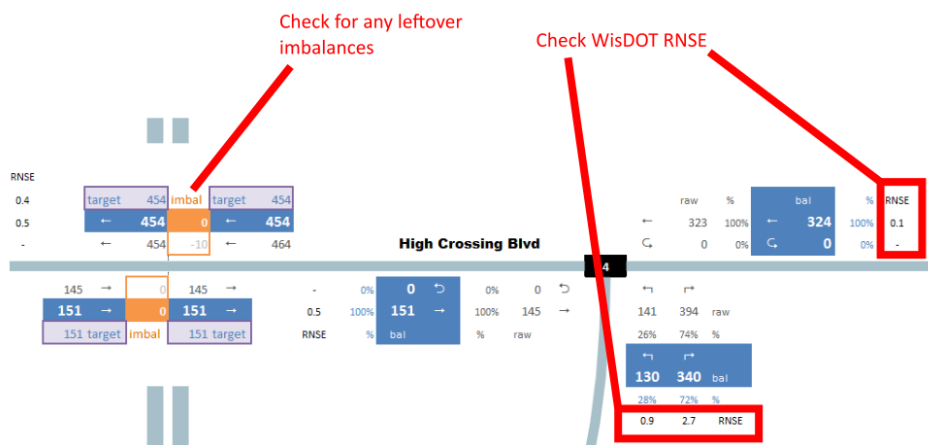 Check for any leftover
imbalances
Check WisDOT RNSE
RNSE
0.4 target 454 imbal target 454
0.5 ← 454 0 ← 454
- ← 454 -10 ← 464
raw % bal % RNSE
← 323 100% ← 324 100% 0.1
0 0% 0 0% -
High Crossing Blvd
4
145 → 0 145 →
151 → 0 151 →
151 target imbal 151 target
- 0% 0 0% 0
0.5 100% 151 → 100% 145 →
RNSE % bal % raw
141 394 raw
26% 74% %
130 340 bal
28% 72% %
0.9 2.7 RNSE